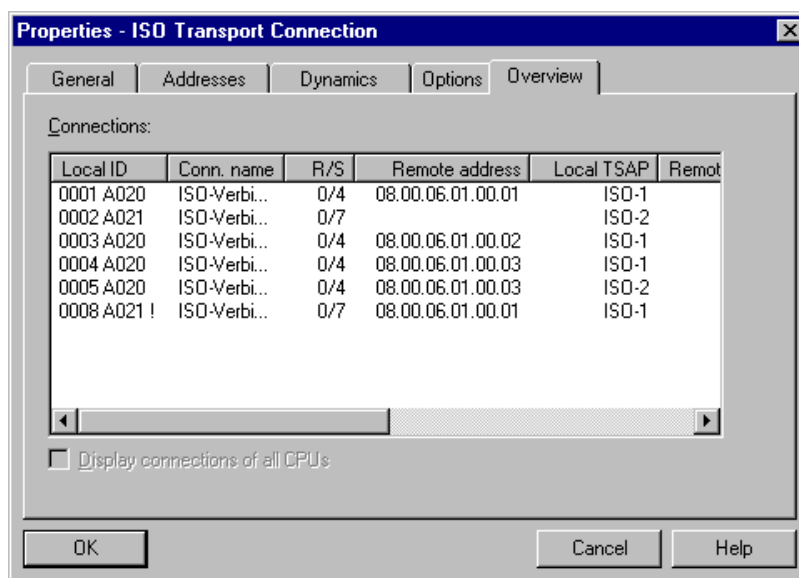 Properties - ISO Transport Connection
General Addresses Dynamics Options Overview
Connections:
Local ID Conn. name R/S Remote address Local TSAP Remot
0001 A020 ISO-Verbi... 0/4 08.00.06.01.00.01 ISO-1
0002 A021 ISO-Verbi... 0/7 ISO-2
0003 A020 ISO-Verbi... 0/4 08.00.06.01.00.02 ISO-1
0004 A020 ISO-Verbi... 0/4 08.00.06.01.00.03 ISO-1
0005 A020 ISO-Verbi... 0/4 08.00.06.01.00.03 ISO-2
0008 A021 ! ISO-Verbi... 0/7 08.00.06.01.00.01 ISO-1
Display connections of all CPUs
OK Cancel Help